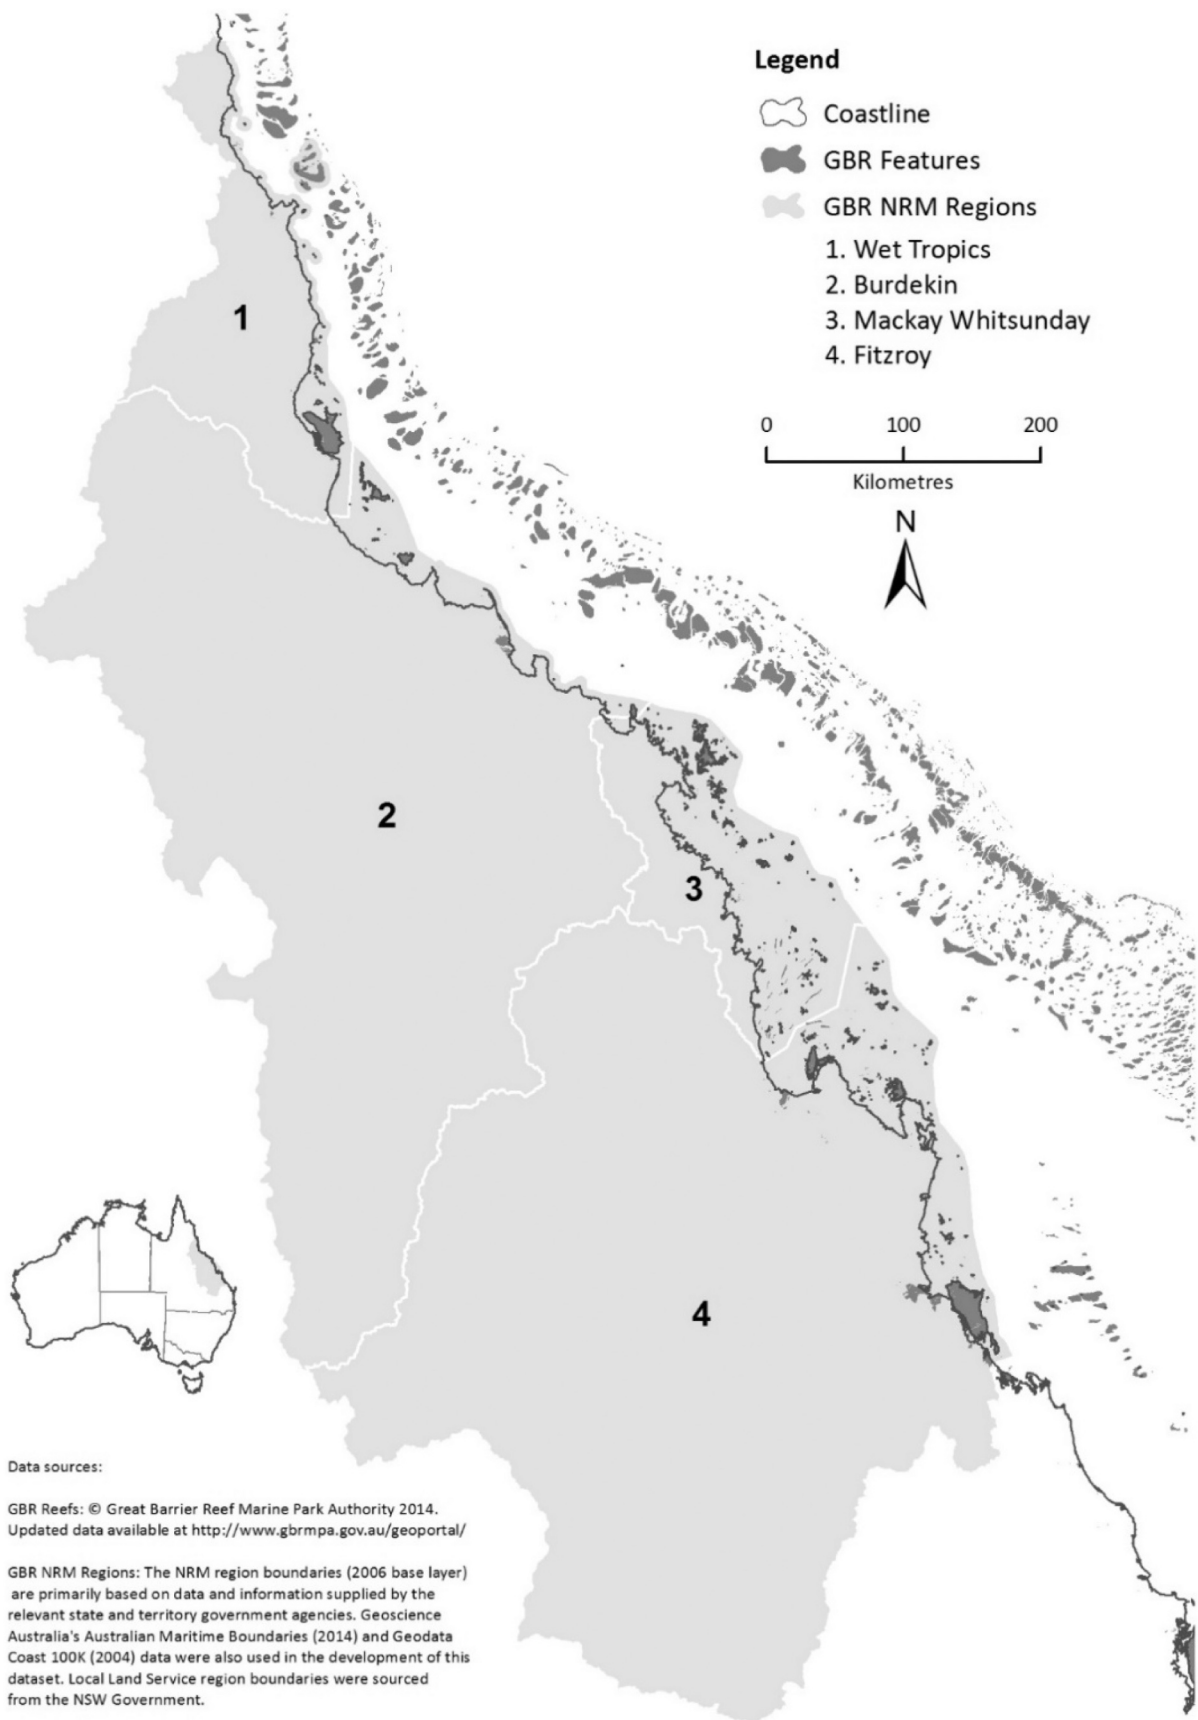 Legend
Coastline
GBR Features
GBR NRM Regions
1. Wet Tropics
2. Burdekin
3. Mackay Whitsunday
4. Fitzroy
0 100 200
Kilometres
N
1
2
3
4
Data sources:
GBR Reefs: © Great Barrier Reef Marine Park Authority 2014.
Updated data available at http://www.gbrmpa.gov.au/geoportal/
GBR NRM Regions: The NRM region boundaries (2006 base layer)
are primarily based on data and information supplied by the
relevant state and territory government agencies. Geoscience
Australia's Australian Maritime Boundaries (2014) and Geodata
Coast 100K (2004) data were also used in the development of this
dataset. Local Land Service region boundaries were sourced
from the NSW Government.